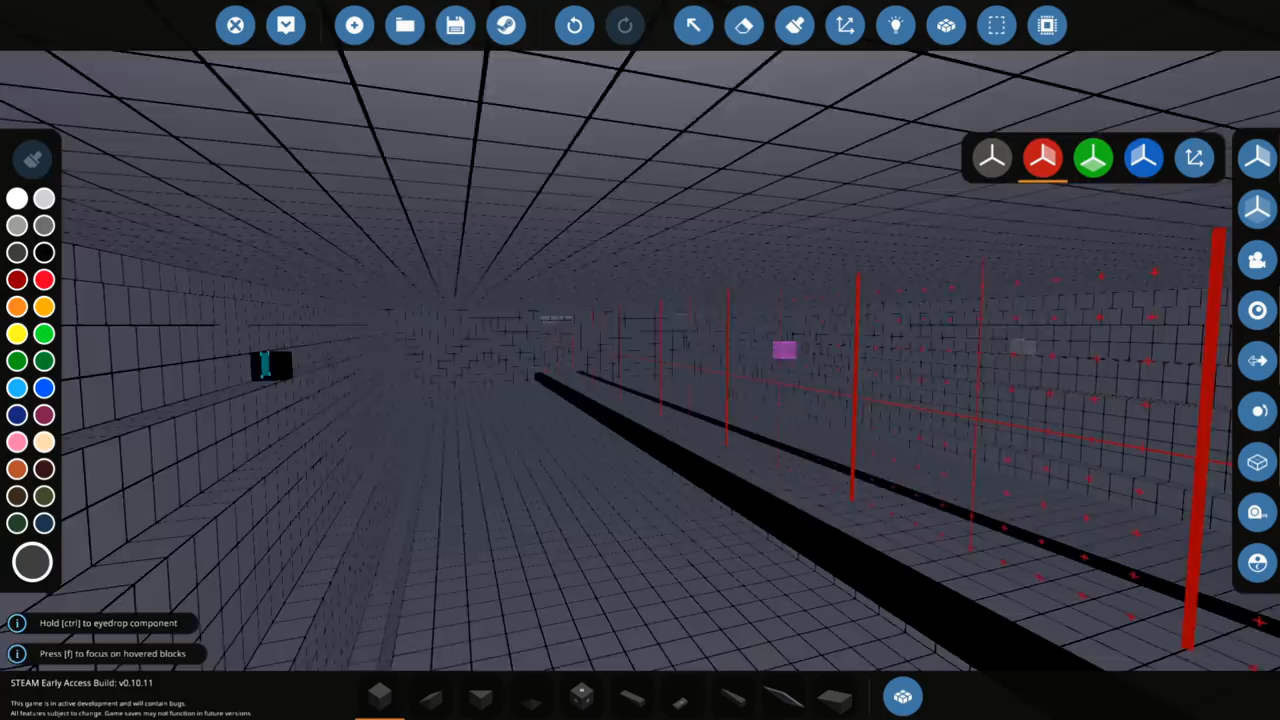 Hold [ctrl] to eyedrop component
Press [f] to focus on hovered blocks
STEAM Early Access Build: v0.10.11
This game is in active development and will contain bugs.
All features subject to change. Game saves may not function in future versions